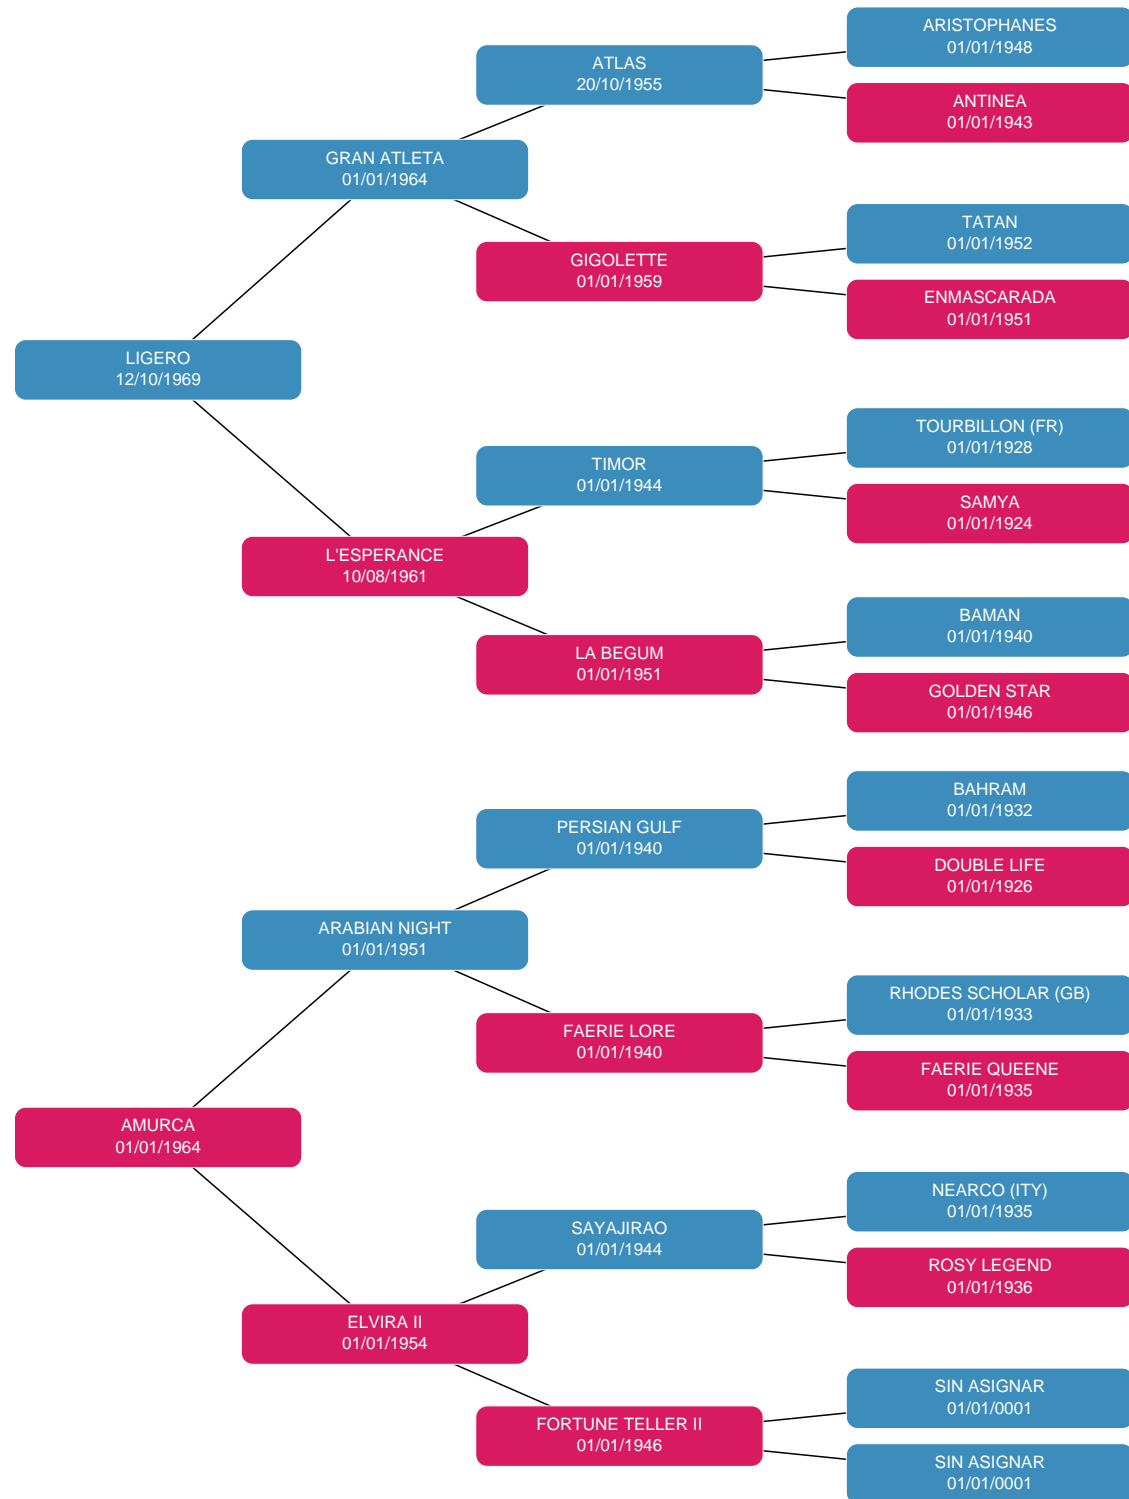 ARISTOPHANES
01/01/1948
ATLAS
20/10/1955
ANTINEA
01/01/1943
GRAN ATLETA
01/01/1964
TATAN
01/01/1952
GIGOLETTE
01/01/1959
ENMASCARADA
01/01/1951
LIGERO
12/10/1969
TOURBILLON (FR)
01/01/1928
TIMOR
01/01/1944
SAMYA
01/01/1924
L'ESPERANCE
10/08/1961
BAMAN
01/01/1940
LA BEGUM
01/01/1951
GOLDEN STAR
01/01/1946
BAHRAM
01/01/1932
PERSIAN GULF
01/01/1940
DOUBLE LIFE
01/01/1926
ARABIAN NIGHT
01/01/1951
RHODES SCHOLAR (GB)
01/01/1933
FAERIE LORE
01/01/1940
FAERIE QUEENE
01/01/1935
AMURCA
01/01/1964
NEARCO (ITY)
01/01/1935
SAYAJIRAO
01/01/1944
ROSY LEGEND
01/01/1936
ELVIRA II
01/01/1954
SIN ASIGNAR
01/01/0001
FORTUNE TELLER II
01/01/1946
SIN ASIGNAR
01/01/0001